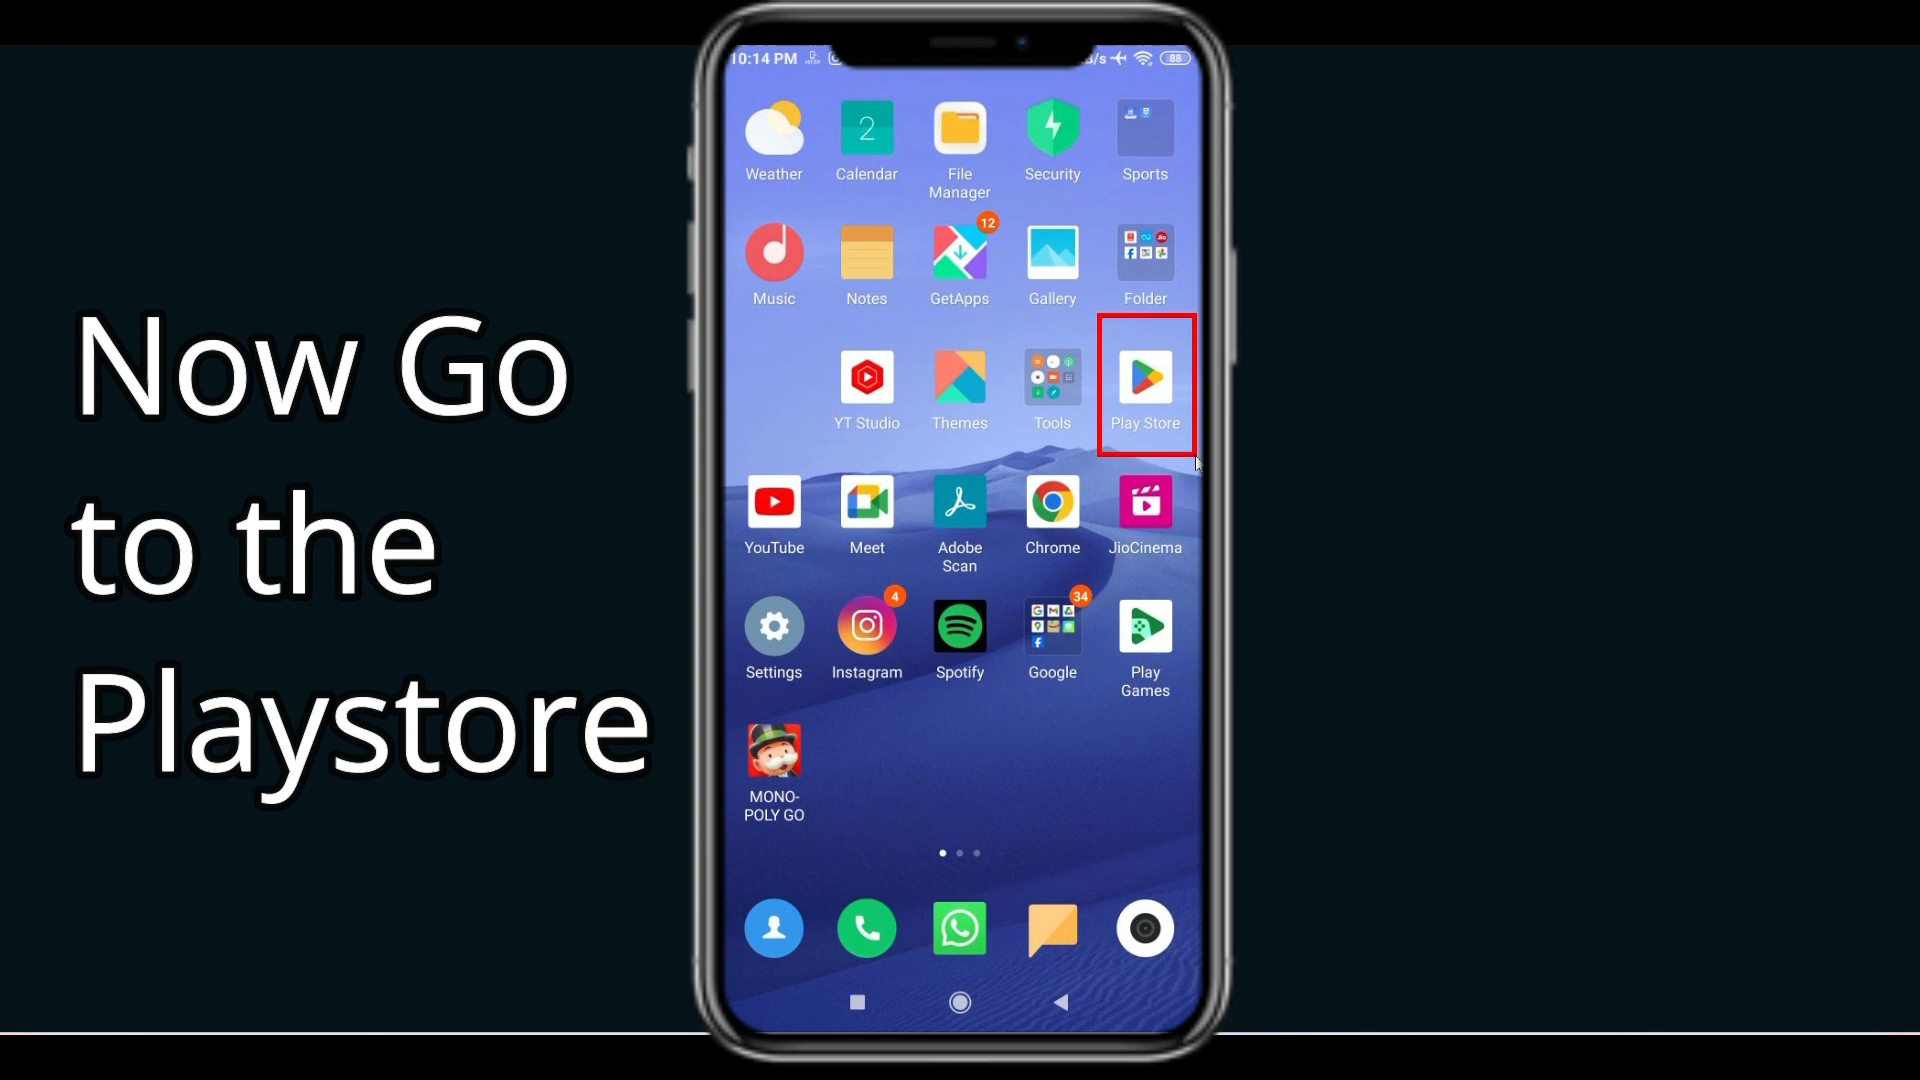 10:14 PM
/s
88
2
Weather
Calendar
File
Manager
Security
Sports
12
Music
Notes
GetApps
Gallery
Folder
YT Studio
Themes
Tools
Play Store
YouTube
Meet
Adobe
Scan
Chrome
JioCinema
4
34
Settings
Instagram
Spotify
Google
Play
Games
MONO-
POLY GO
Now Go
to the
Playstore